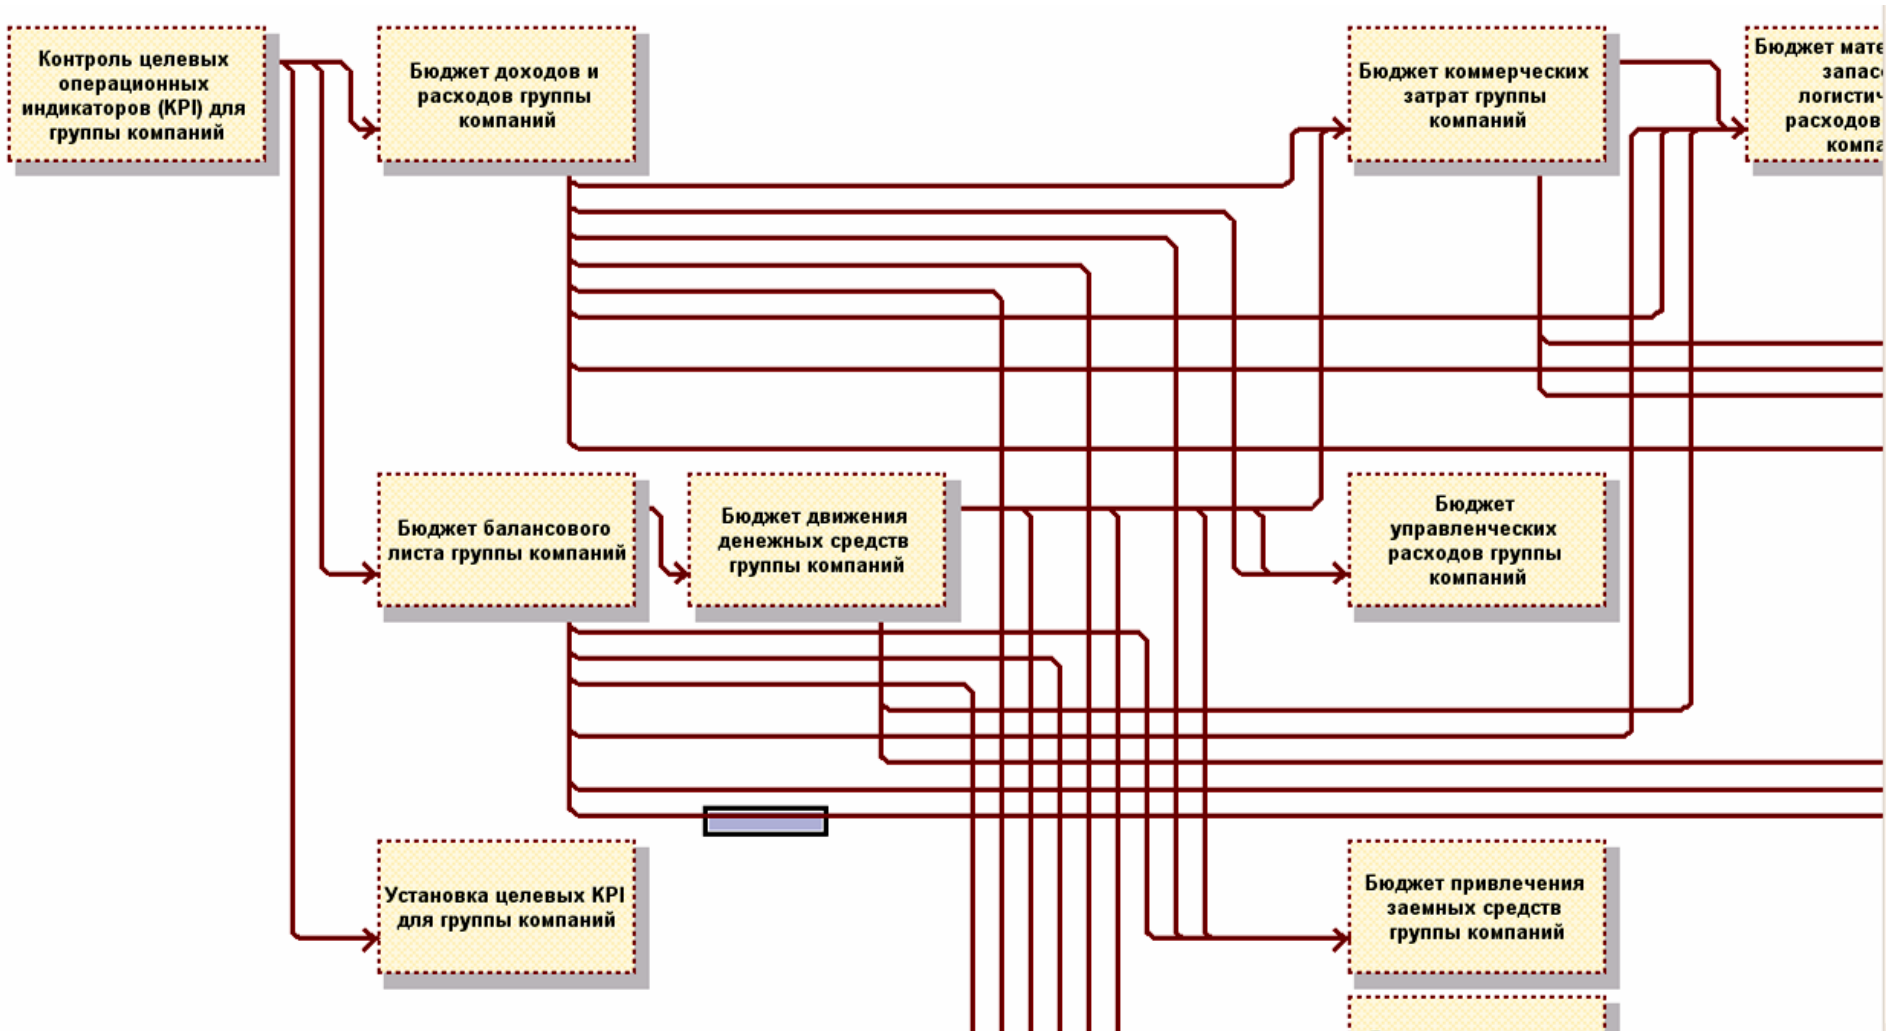 Контроль целевых
операционных
индикаторов (KPI) для
группы компаний
Бюджет доходов и
расходов группы
компаний
Бюджет коммерческих
затрат группы
компаний
Бюджет
расходов
Бюджет балансового
листа группы компаний
Бюджет движения
денежных средств
группы компаний
Бюджет
управленческих
расходов группы
компаний
Установка целевых KPI
для группы компаний
Бюджет привлечения
заемных средств
группы компаний